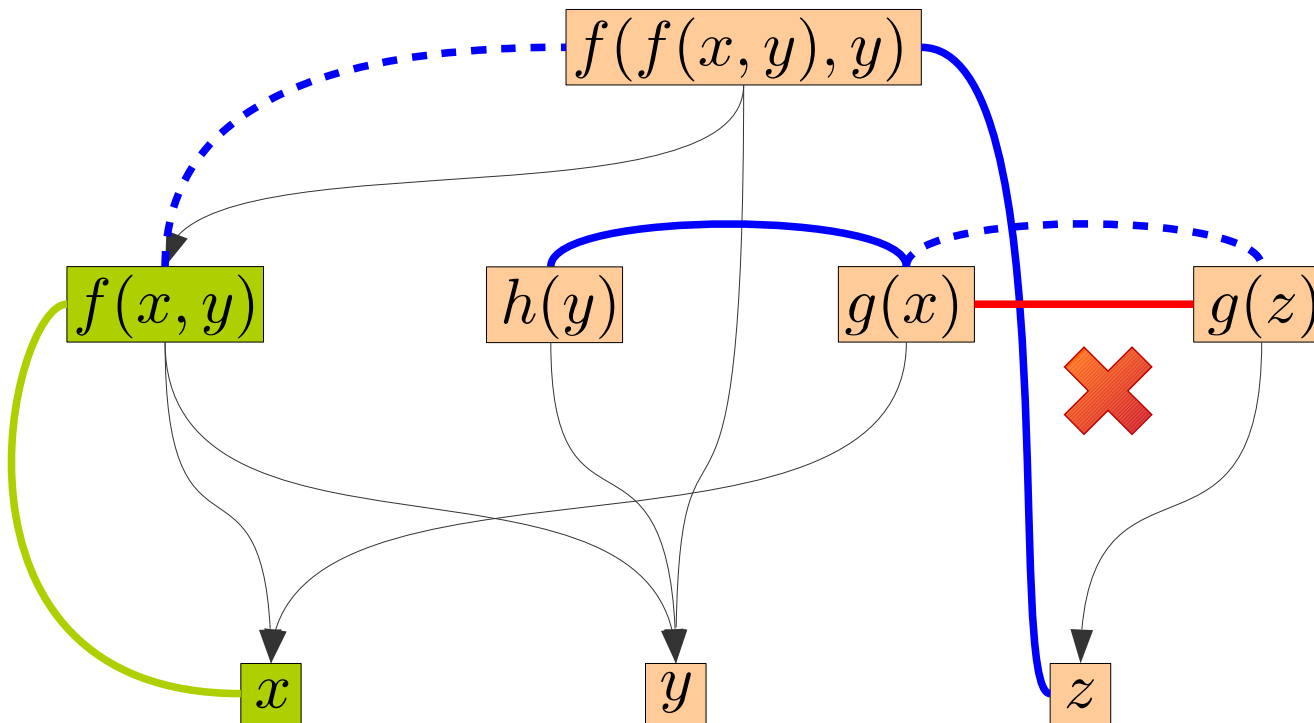 f(f(x, y), y)
f(x, y)
h(y)
g(x)
g(z)
x
y
z